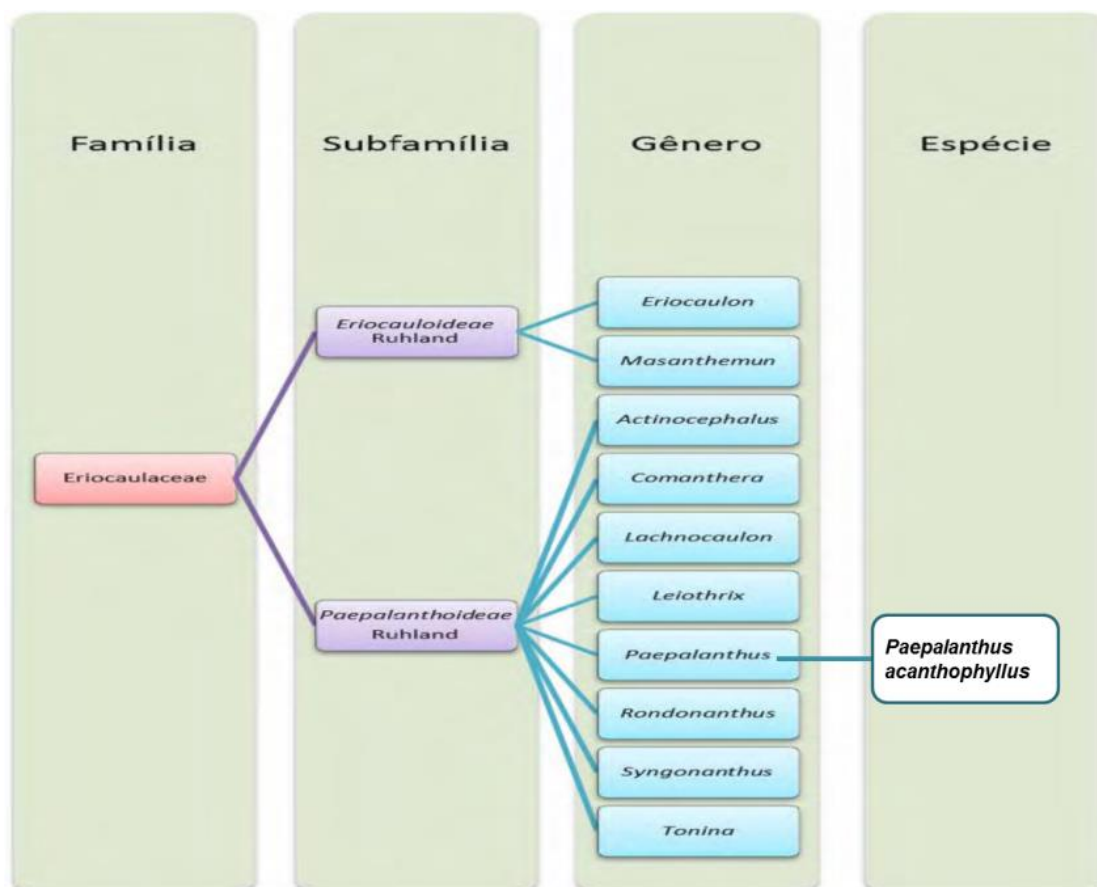 Família
Subfamília
Gênero
Espécie
Eriocaulaceae
Eriocauloideae
Ruhland
Paepalanthoideae
Ruhland
Eriocaulon
Masanthemun
Actinocephalus
Comanthera
Lachnocaulon
Leiothrix
Paepalanthus
Rondonanthus
Syngonanthus
Tonina
Paepalanthus
acanthophyllus